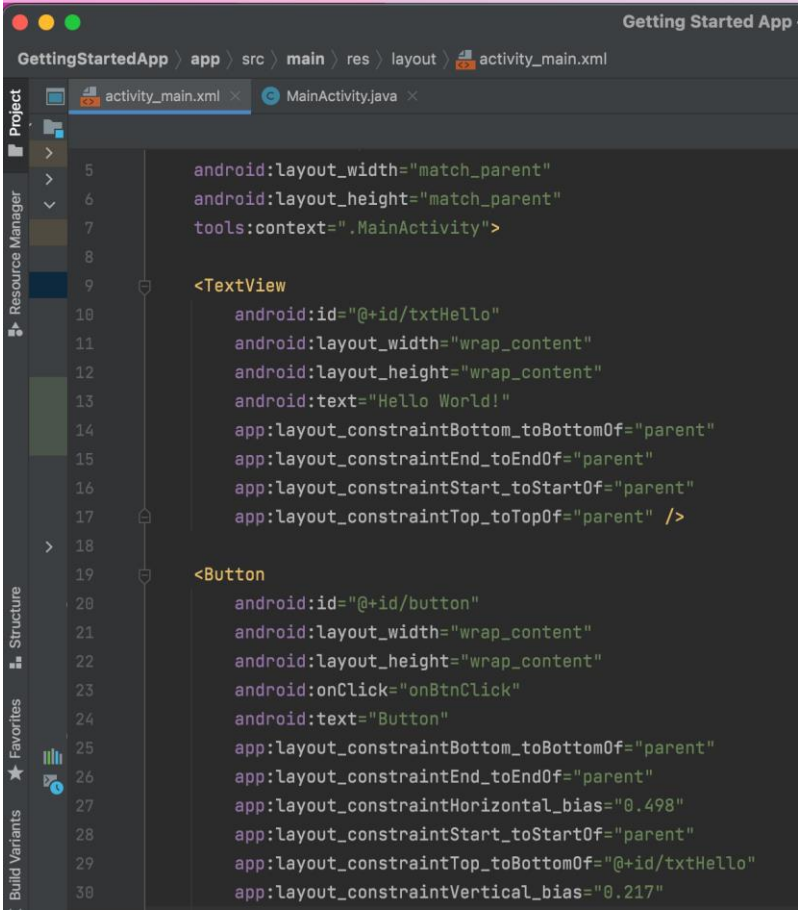 Getting Started App -
GettingStartedApp 〉 app 〉 src 〉 main 〉 res 〉 layout 〉 activity_main.xml
Project
Resource Manager
Structure
Favorites
Build Variants
activity_main.xml ×
C MainActivity.java ×
5 android:layout_width="match_parent"
6 android:layout_height="match_parent"
7 tools:context=".MainActivity">
8
9 <TextView
10 android:id="@+id/txtHello"
11 android:layout_width="wrap_content"
12 android:layout_height="wrap_content"
13 android:text="Hello World!"
14 app:layout_constraintBottom_toBottomOf="parent"
15 app:layout_constraintEnd_toEndOf="parent"
16 app:layout_constraintStart_toStartOf="parent"
17 app:layout_constraintTop_toTopOf="parent" />
18
19 <Button
20 android:id="@+id/button"
21 android:layout_width="wrap_content"
22 android:layout_height="wrap_content"
23 android:onClick="onBtnClick"
24 android:text="Button"
25 app:layout_constraintBottom_toBottomOf="parent"
26 app:layout_constraintEnd_toEndOf="parent"
27 app:layout_constraintHorizontal_bias="0.498"
28 app:layout_constraintStart_toStartOf="parent"
29 app:layout_constraintTop_toBottomOf="@+id/txtHello"
30 app:layout_constraintVertical_bias="0.217"